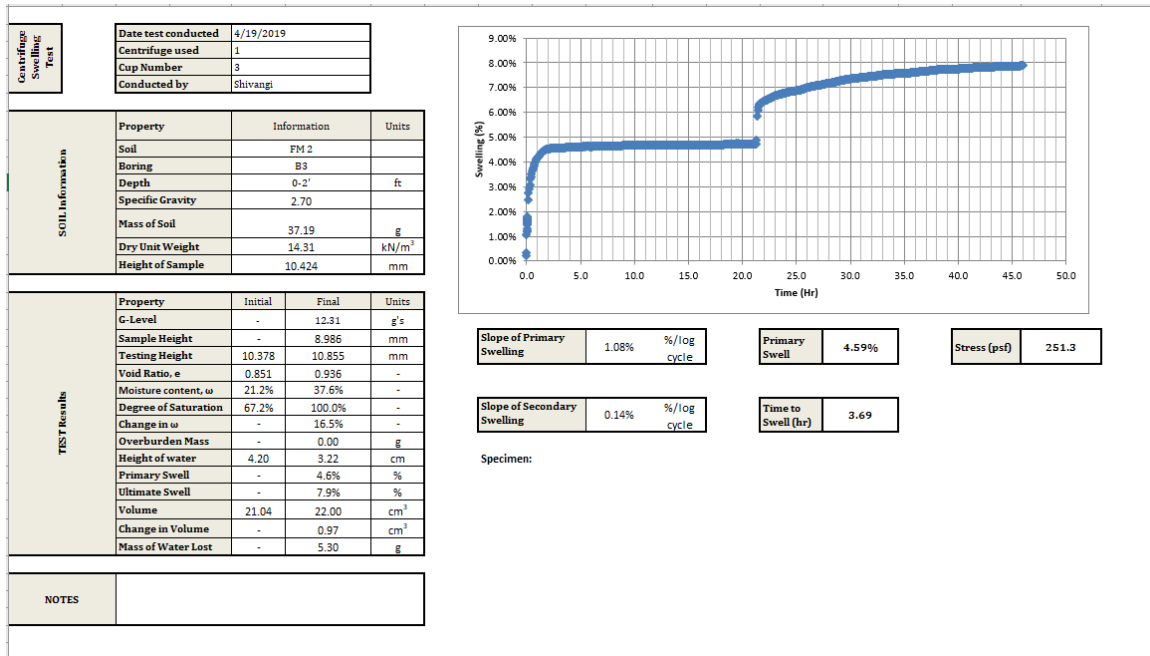 Centrifuge
Swelling
Test
Date test conducted 4/19/2019
Centrifuge used 1
Cup Number 3
Conducted by Shivangi
SOIL Information
Property Information Units
Soil FM 2
Boring B3
Depth 0-2' ft
Specific Gravity 2.70
Mass of Soil 37.19 g
Dry Unit Weight 14.31 kN/m³
Height of Sample 10.424 mm
TEST Results
Property Initial Final Units
G-Level - 12.31 g's
Sample Height - 8.986 mm
Testing Height 10.378 10.855 mm
Void Ratio, e 0.851 0.936 -
Moisture content, ω 21.2% 37.6% -
Degree of Saturation 67.2% 100.0% -
Change in ω - 16.5% -
Overburden Mass - 0.00 g
Height of water 4.20 3.22 cm
Primary Swell - 4.6% %
Ultimate Swell - 7.9% %
Volume 21.04 22.00 cm³
Change in Volume - 0.97 cm³
Mass of Water Lost - 5.30 g
NOTES
Swelling (%)
9.00%
8.00%
7.00%
6.00%
5.00%
4.00%
3.00%
2.00%
1.00%
0.00%
0.0 5.0 10.0 15.0 20.0 25.0 30.0 35.0 40.0 45.0 50.0
Time (Hr)
Slope of Primary
Swelling
1.08%
%/log
cycle
Primary
Swell
4.59%
Stress (psf) 251.3
Slope of Secondary
Swelling
0.14%
%/log
cycle
Time to
Swell (hr)
3.69
Specimen: